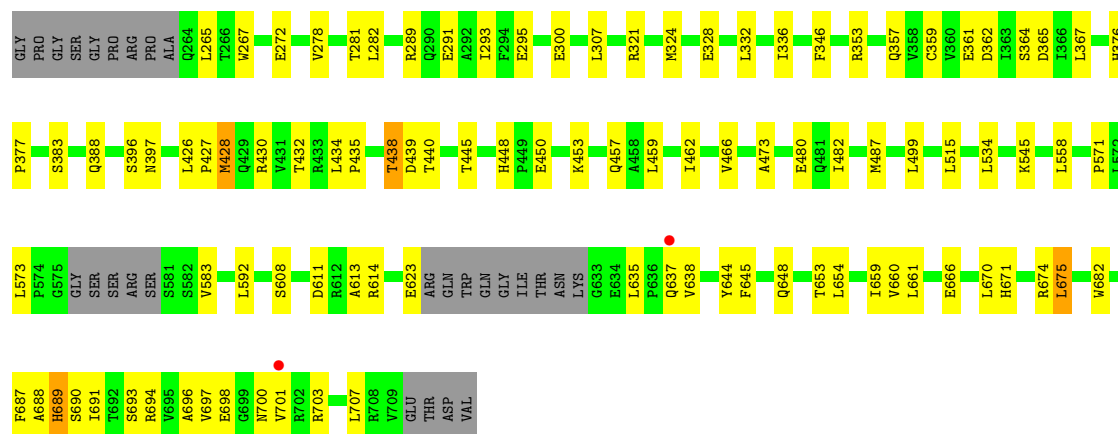 GLY PRO GLY SER GLY PRO ARG PRO ALA Q264 L265 T266 W267 E272 V278 T281 L282 R289 Q290 E291 A292 I293 F294 E295 E300 L307 R321 M324 E328 L332 I336 F346 R353 Q357 V358 C359 V360 E361 D362 I363 S364 D365 I366 L367 H376
P377 S383 Q388 S396 N397 L426 P427 M428 Q429 R430 V431 T432 R433 L434 P435 T438 D439 T440 T445 H448 P449 E450 K453 Q457 A458 L459 I462 V466 A473 E480 Q481 I482 M487 L499 L515 L534 K545 L558 P571 L572
L573 P574 G575 GLY SER SER ARG SER S581 S582 V583 L592 S608 D611 R612 A613 R614 E623 ARG GLN TRP GLN GLY ILE THR ASN LYS G633 E634 L635 P636 Q637 V638 Y644 F645 Q648 T653 L654 I659 V660 L661 E666 L670 H671 R674 L675 W682
F687 A688 H689 S690 I691 T692 S693 R694 V695 A696 V697 E698 G699 N700 V701 R702 R703 L707 R708 V709 GLU THR ASP VAL